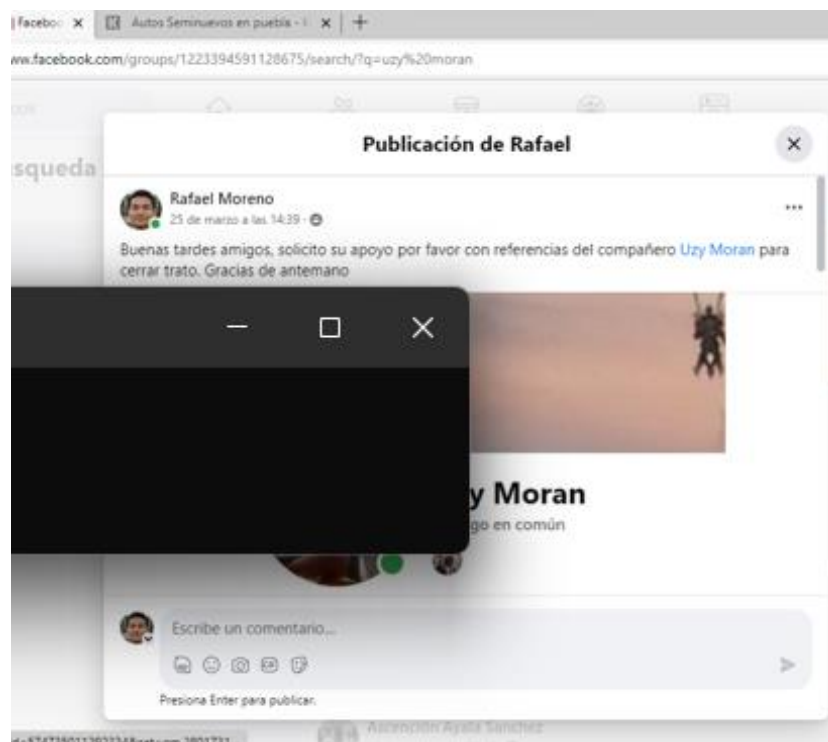 Facebo
Autos Seminuevos en puebla -
ww.facebook.com/groups/1223394591128675/search/?q=uzy%20moran
squeda
Publicación de Rafael
Rafael Moreno
25 de marzo a las 14:39 ·
Buenas tardes amigos, solicito su apoyo por favor con referencias del compañero Uzy Moran para
cerrar trato. Gracias de antemano
y Moran
go en común
Escribe un comentario...
GIF
Presiona Enter para publicar.
Ascención Ayala Sanchez